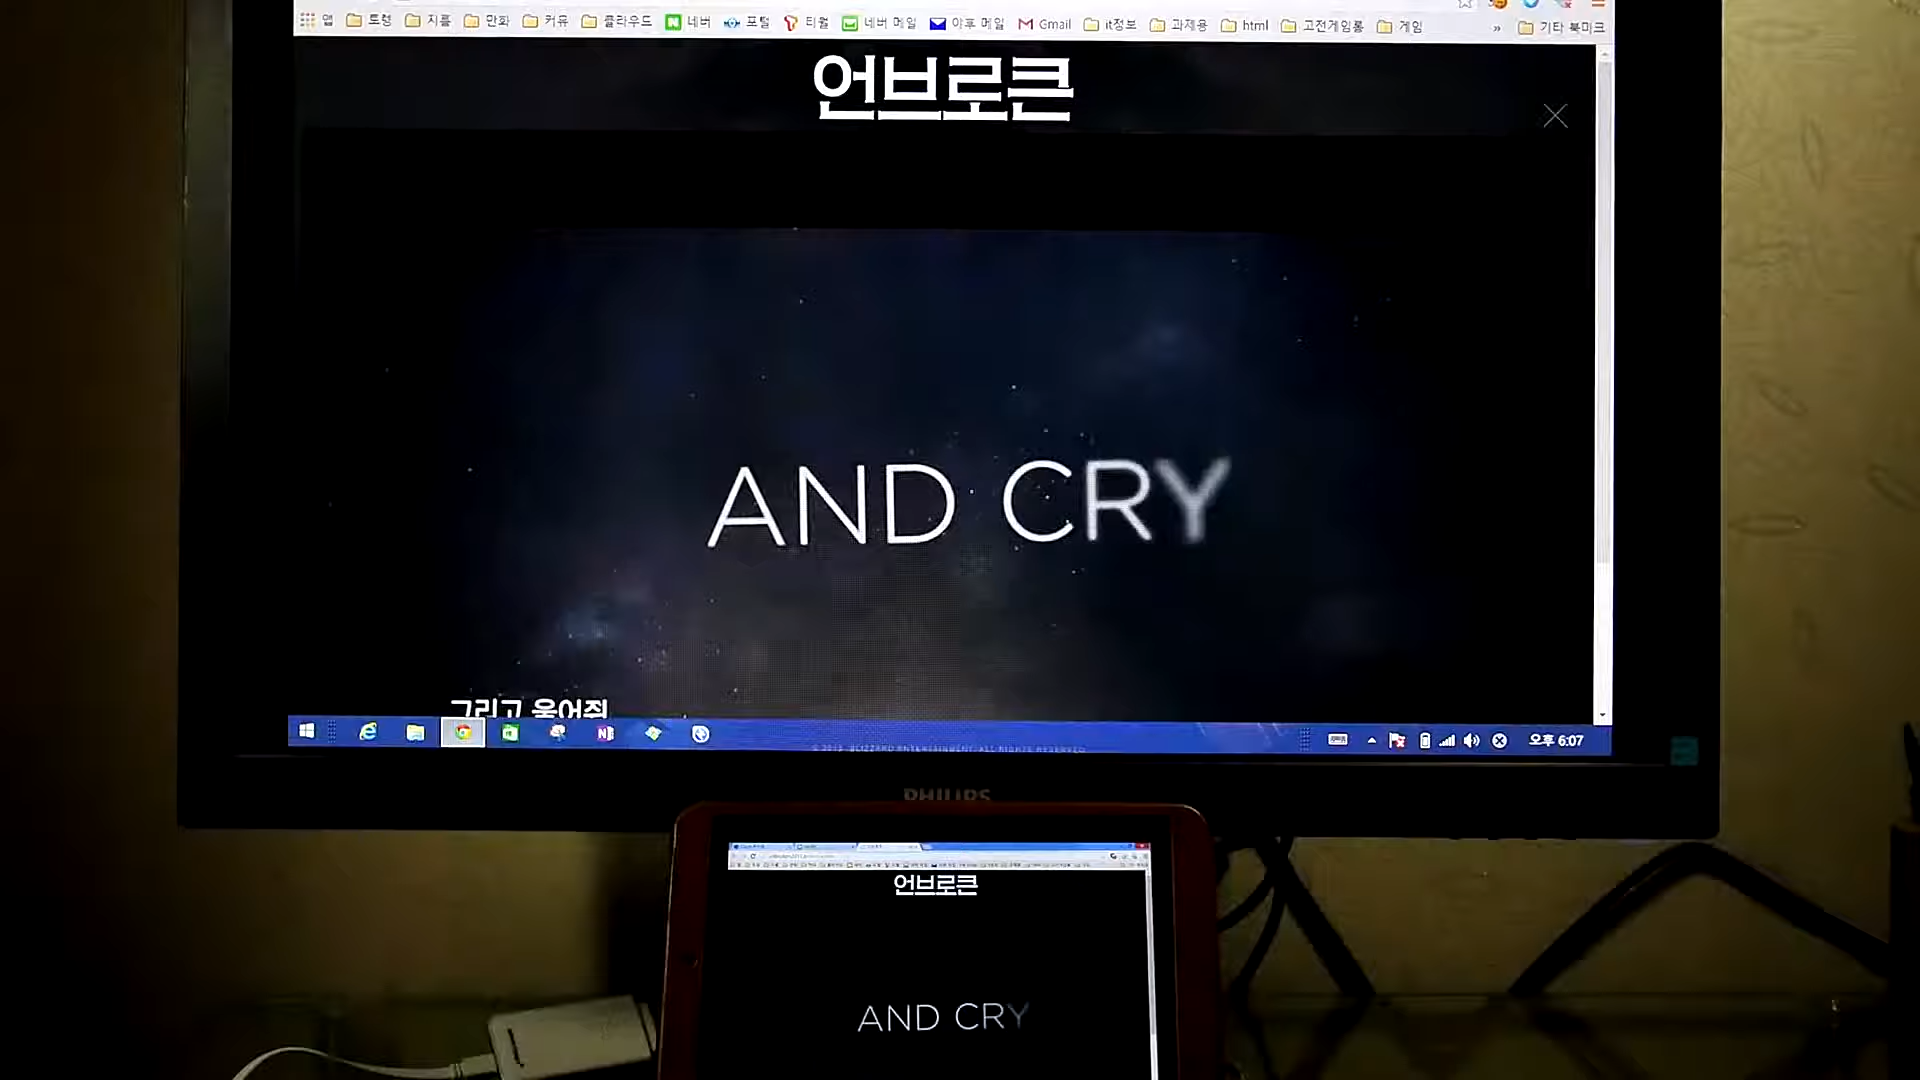 앱 토렝 지름 만화 커뮤 클라우드 네버 포털 티월 네버 메일 야후 메일 Gmail it정보 과제용 html 고전게임롱 게임 » 기타 북마크
언브로큰
AND CRY
그리고 울어줘
오후 6:07
PHILIPS
언브로큰
AND CRY